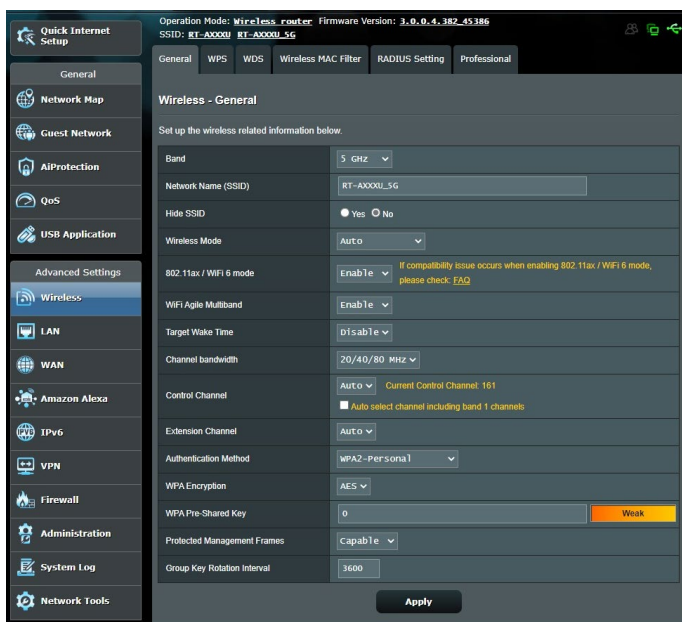 Quick Internet
Setup
Operation Mode: Wireless router Firmware Version: 3.0.0.4.382_45386
SSID: RT-AXXXU RT-AXXXU_5G
General
Network Map
Guest Network
AiProtection
QoS
USB Application
Advanced Settings
Wireless
LAN
WAN
Amazon Alexa
IPv6
VPN
Firewall
Administration
System Log
Network Tools
General WPS WDS Wireless MAC Filter RADIUS Setting Professional
Wireless - General
Set up the wireless related information below.
Band 5 GHz
Network Name (SSID) RT-AXXXU_5G
Hide SSID Yes No
Wireless Mode Auto
802.11ax / WiFi 6 mode Enable If compatibility issue occurs when enabling 802.11ax / WiFi 6 mode,
please check: FAQ
WiFi Agile Multiband Enable
Target Wake Time Disable
Channel bandwidth 20/40/80 MHz
Control Channel Auto Current Control Channel: 161
Auto select channel including band 1 channels
Extension Channel Auto
Authentication Method WPA2-Personal
WPA Encryption AES
WPA Pre-Shared Key 0 Weak
Protected Management Frames Capable
Group Key Rotation Interval 3600
Apply